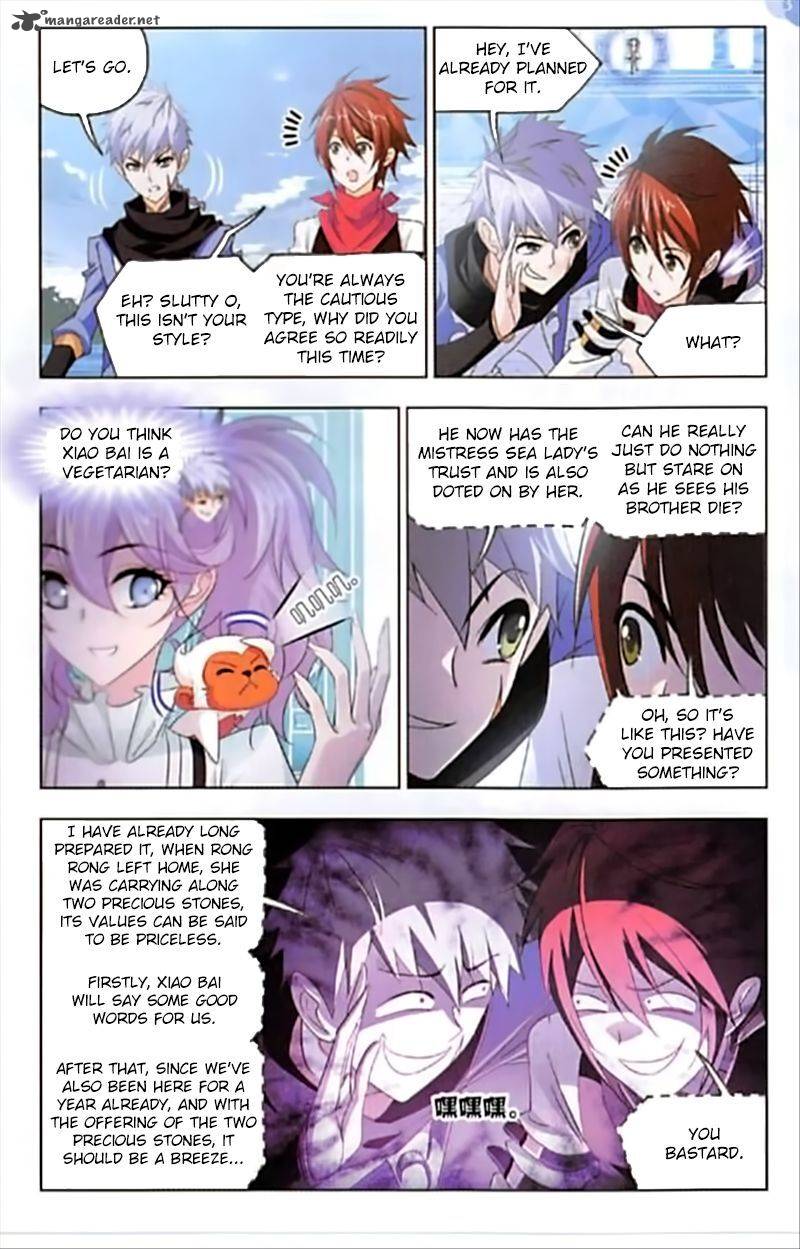 mangareader.net
LET'S GO.
EH? SLUTTY O,
THIS ISN'T YOUR
STYLE?
YOU'RE ALWAYS
THE CAUTIOUS
TYPE, WHY DID YOU
AGREE SO READILY
THIS TIME?
HEY, I'VE
ALREADY PLANNED
FOR IT.
WHAT?
DO YOU THINK
XIAO BAI IS A
VEGETARIAN?
叽叽叽。
HE NOW HAS THE
MISTRESS SEA LADY'S
TRUST AND IS ALSO
DOTED ON BY HER.
CAN HE REALLY
JUST DO NOTHING
BUT STARE ON
AS HE SEES HIS
BROTHER DIE?
OH, SO IT'S
LIKE THIS? HAVE
YOU PRESENTED
SOMETHING?
I HAVE ALREADY LONG
PREPARED IT, WHEN RONG
RONG LEFT HOME, SHE
WAS CARRYING ALONG
TWO PRECIOUS STONES,
ITS VALUES CAN BE SAID
TO BE PRICELESS.
FIRSTLY, XIAO BAI
WILL SAY SOME GOOD
WORDS FOR US.
AFTER THAT, SINCE WE'VE
ALSO BEEN HERE FOR A
YEAR ALREADY, AND WITH
THE OFFERING OF THE TWO
PRECIOUS STONES, IT
SHOULD BE A BREEZE...
嘿嘿嘿。
YOU
BASTARD.